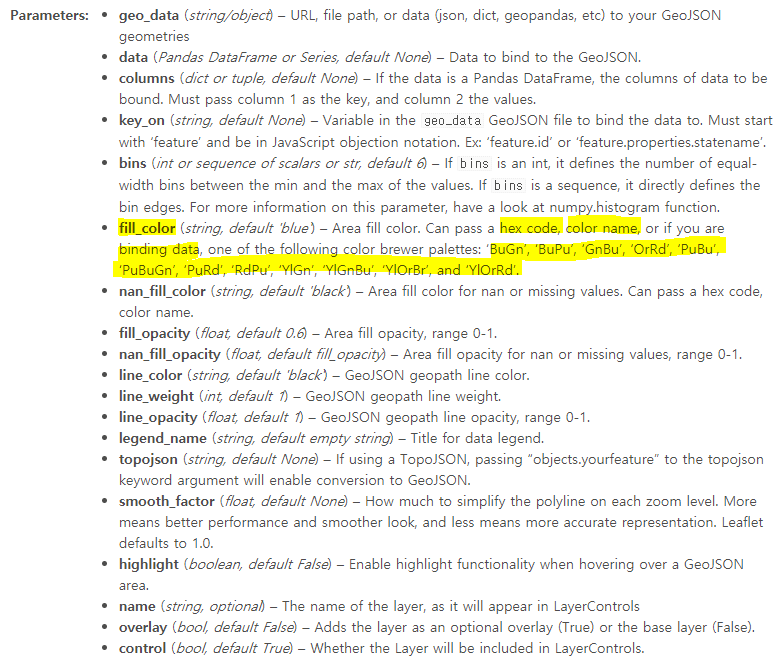 Parameters: • geo_data (string/object) – URL, file path, or data (json, dict, geopandas, etc) to your GeoJSON
geometries
• data (Pandas DataFrame or Series, default None) – Data to bind to the GeoJSON.
• columns (dict or tuple, default None) – If the data is a Pandas DataFrame, the columns of data to be
bound. Must pass column 1 as the key, and column 2 the values.
• key_on (string, default None) – Variable in the geo_data GeoJSON file to bind the data to. Must start
with ‘feature’ and be in JavaScript objection notation. Ex: ‘feature.id’ or ‘feature.properties.statename’.
• bins (int or sequence of scalars or str, default 6) – If bins is an int, it defines the number of equal-
width bins between the min and the max of the values. If bins is a sequence, it directly defines the
bin edges. For more information on this parameter, have a look at numpy.histogram function.
• fill_color (string, default 'blue') – Area fill color. Can pass a hex code, color name, or if you are
binding data, one of the following color brewer palettes: ‘BuGn’, ‘BuPu’, ‘GnBu’, ‘OrRd’, ‘PuBu’,
‘PuBuGn’, ‘PuRd’, ‘RdPu’, ‘YlGn’, ‘YlGnBu’, ‘YlOrBr’, and ‘YlOrRd’.
• nan_fill_color (string, default 'black') – Area fill color for nan or missing values. Can pass a hex code,
color name.
• fill_opacity (float, default 0.6) – Area fill opacity, range 0-1.
• nan_fill_opacity (float, default fill_opacity) – Area fill opacity for nan or missing values, range 0-1.
• line_color (string, default 'black') – GeoJSON geopath line color.
• line_weight (int, default 1) – GeoJSON geopath line weight.
• line_opacity (float, default 1) – GeoJSON geopath line opacity, range 0-1.
• legend_name (string, default empty string) – Title for data legend.
• topojson (string, default None) – If using a TopoJSON, passing “objects.yourfeature” to the topojson
keyword argument will enable conversion to GeoJSON.
• smooth_factor (float, default None) – How much to simplify the polyline on each zoom level. More
means better performance and smoother look, and less means more accurate representation. Leaflet
defaults to 1.0.
• highlight (boolean, default False) – Enable highlight functionality when hovering over a GeoJSON
area.
• name (string, optional) – The name of the layer, as it will appear in LayerControls
• overlay (bool, default False) – Adds the layer as an optional overlay (True) or the base layer (False).
• control (bool, default True) – Whether the Layer will be included in LayerControls.